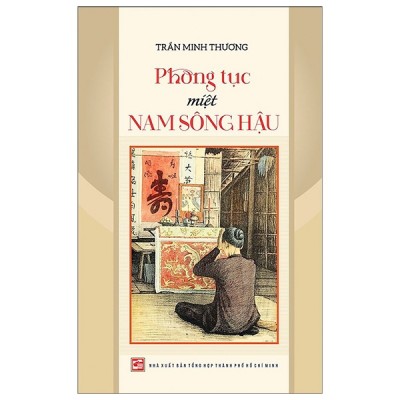 TRẦN MINH THƯƠNG
Phong tục
miệt
NAM SÔNG HẬU
壽
NHÀ XUẤT BẢN TỔNG HỢP THÀNH PHỐ HỒ CHÍ MINH